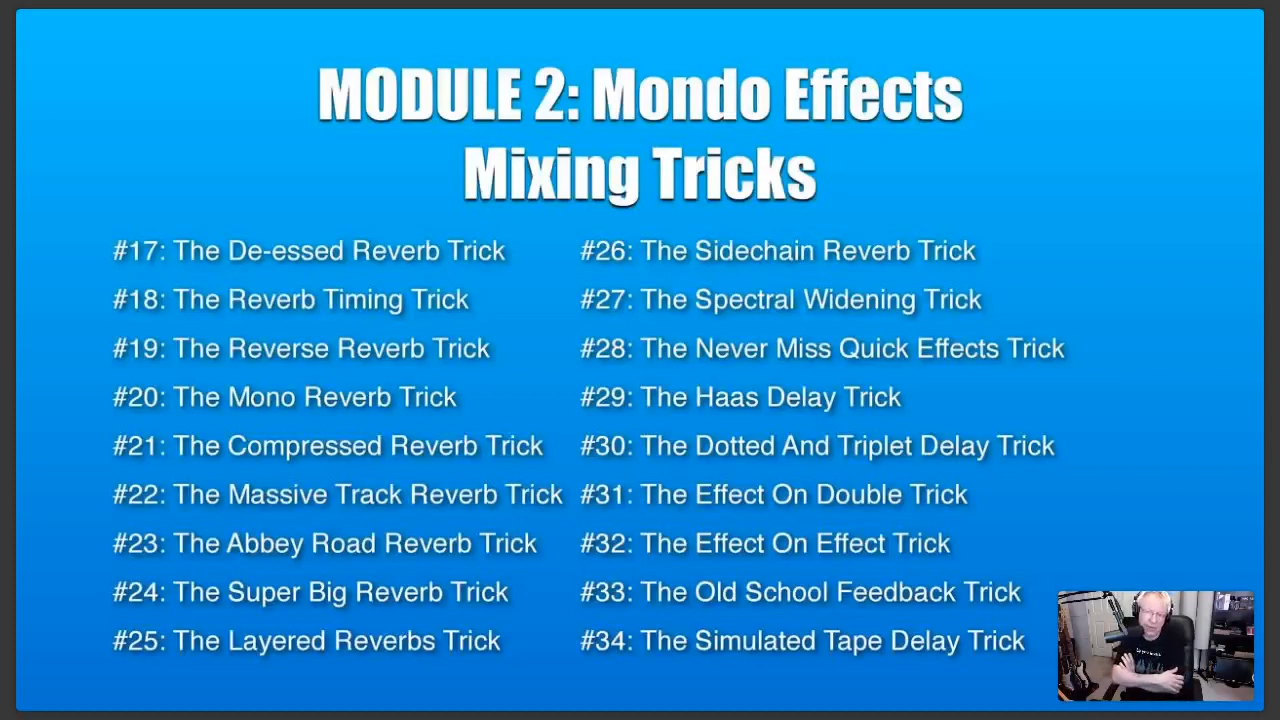 MODULE 2: Mondo Effects
Mixing Tricks
#17: The De-essed Reverb Trick
#18: The Reverb Timing Trick
#19: The Reverse Reverb Trick
#20: The Mono Reverb Trick
#21: The Compressed Reverb Trick
#22: The Massive Track Reverb Trick
#23: The Abbey Road Reverb Trick
#24: The Super Big Reverb Trick
#25: The Layered Reverbs Trick
#26: The Sidechain Reverb Trick
#27: The Spectral Widening Trick
#28: The Never Miss Quick Effects Trick
#29: The Haas Delay Trick
#30: The Dotted And Triplet Delay Trick
#31: The Effect On Double Trick
#32: The Effect On Effect Trick
#33: The Old School Feedback Trick
#34: The Simulated Tape Delay Trick